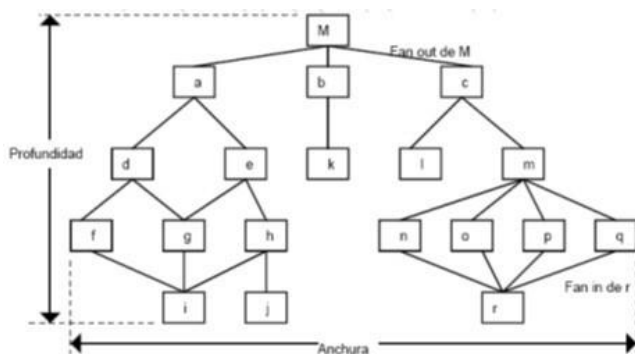 M
Fan out de M
a b c
Profundidad
d e k l m
f g h n o p q
Fan in de r
i j r
Anchura